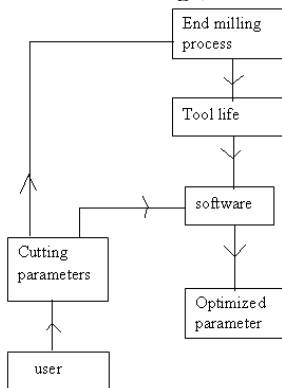 End milling
process
Tool life
software
Cutting
parameters
Optimized
parameter
user